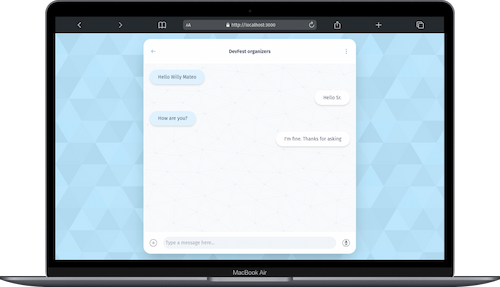 AA
http://localhost:3000
DevFest organizers
Hello Willy Mateo
Hello Sr.
How are you?
I'm fine. Thanks for asking
Type a message here...
MacBook Air